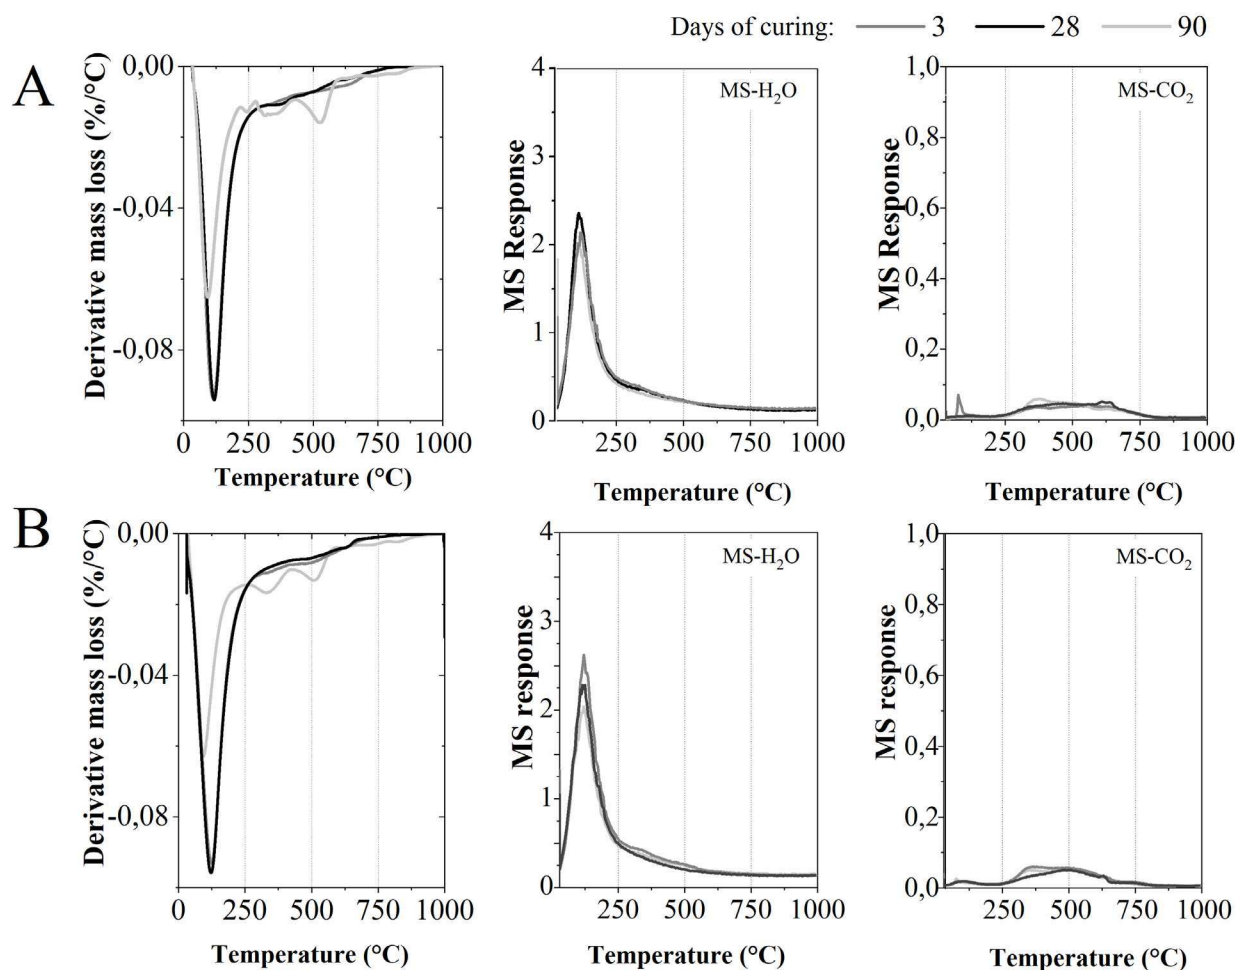 Days of curing: 3 28 90
A
Derivative mass loss (%/°C)
0,00
-0,04
-0,08
0 250 500 750 1000
Temperature (°C)
MS Response
4
3
2
1
0
MS-H₂O
250 500 750 1000
Temperature (°C)
MS Response
1,0
0,8
0,6
0,4
0,2
0,0
MS-CO₂
250 500 750 1000
Temperature (°C)
B
Derivative mass loss (%/°C)
0,00
-0,04
-0,08
0 250 500 750 1000
Temperature (°C)
MS response
4
3
2
1
0
MS-H₂O
250 500 750 1000
Temperature (°C)
MS response
1,0
0,8
0,6
0,4
0,2
0,0
MS-CO₂
250 500 750 1000
Temperature (°C)